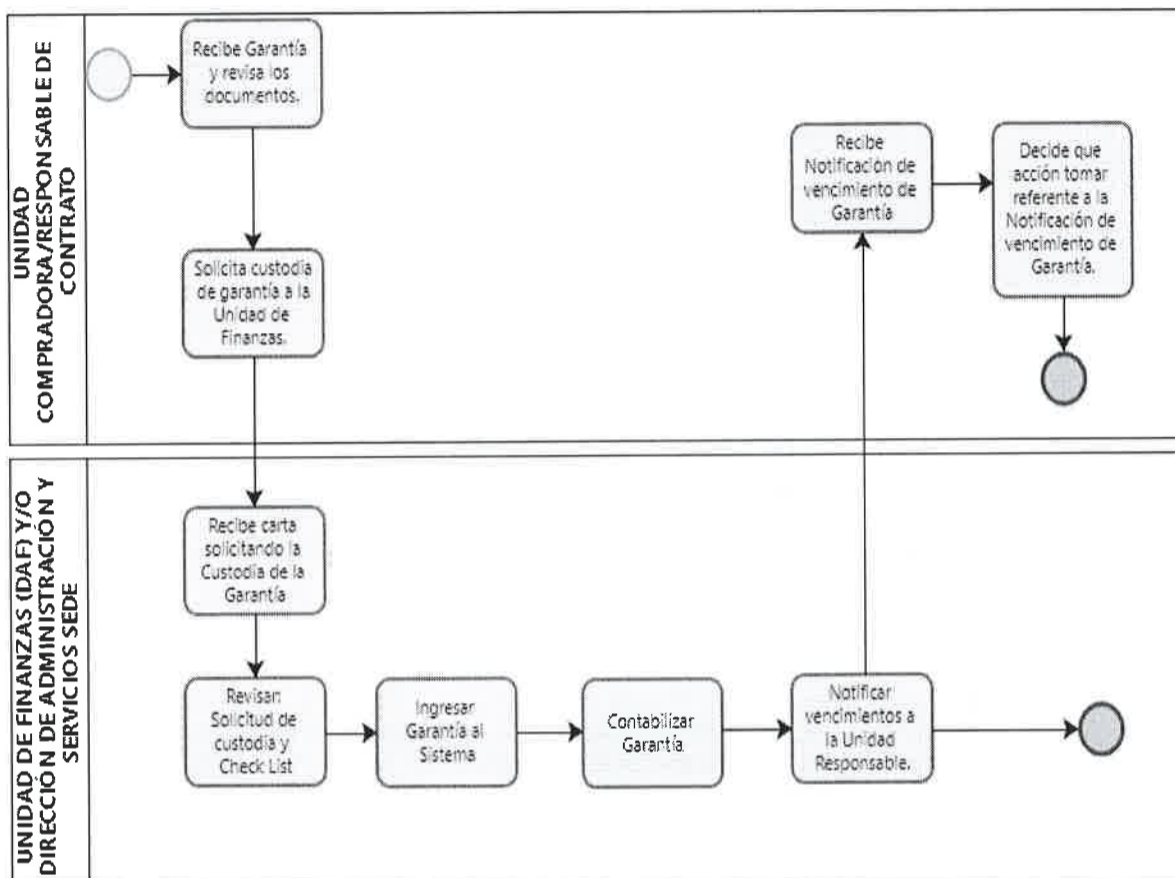 UNIDAD
COMPRADORA/RESPONSABLE DE
CONTRATO
Recibe Garantía
y revisa los
documentos.
Solicita custodia
de garantía a la
Unidad de
Finanzas.
Recibe
Notificación de
vencimiento de
Garantía
Decide que
acción tomar
referente a la
Notificación de
vencimiento de
Garantía.
UNIDAD DE FINANZAS (DAF) Y/O
DIRECCIÓN DE ADMINISTRACIÓN Y
SERVICIOS SEDE
Recibe carta
solicitando la
Custodia de la
Garantía
Revisan
Solicitud de
custodia y
Check List
Ingresar
Garantía al
Sistema
Contabilizar
Garantía
Notificar
vencimientos a
la Unidad
Responsable.